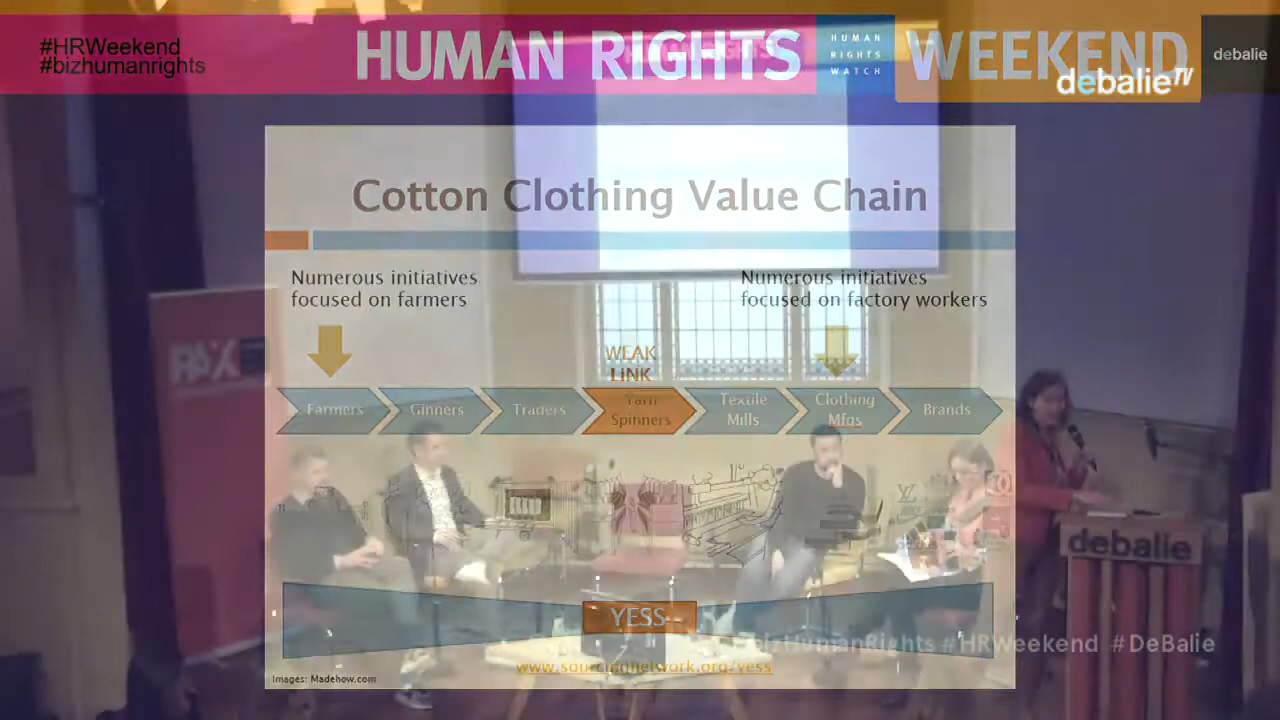 #HRWeekend
#bizhumanrights
HUMAN RIGHTS
HUMAN
RIGHTS
WATCH
WEEKEND
debalie
debalieTV
Cotton Clothing Value Chain
Numerous initiatives
focused on farmers
Numerous initiatives
focused on factory workers
WEAK
LINK
Farmers
Ginners
Traders
Yarn
Spinners
Textile
Mills
Clothing
Mfgs
Brands
PAX
debalie
YESS
#bizHumanRights #HRWeekend #DeBalie
www.sourcingnetwork.org/yess
Images: Madehow.com